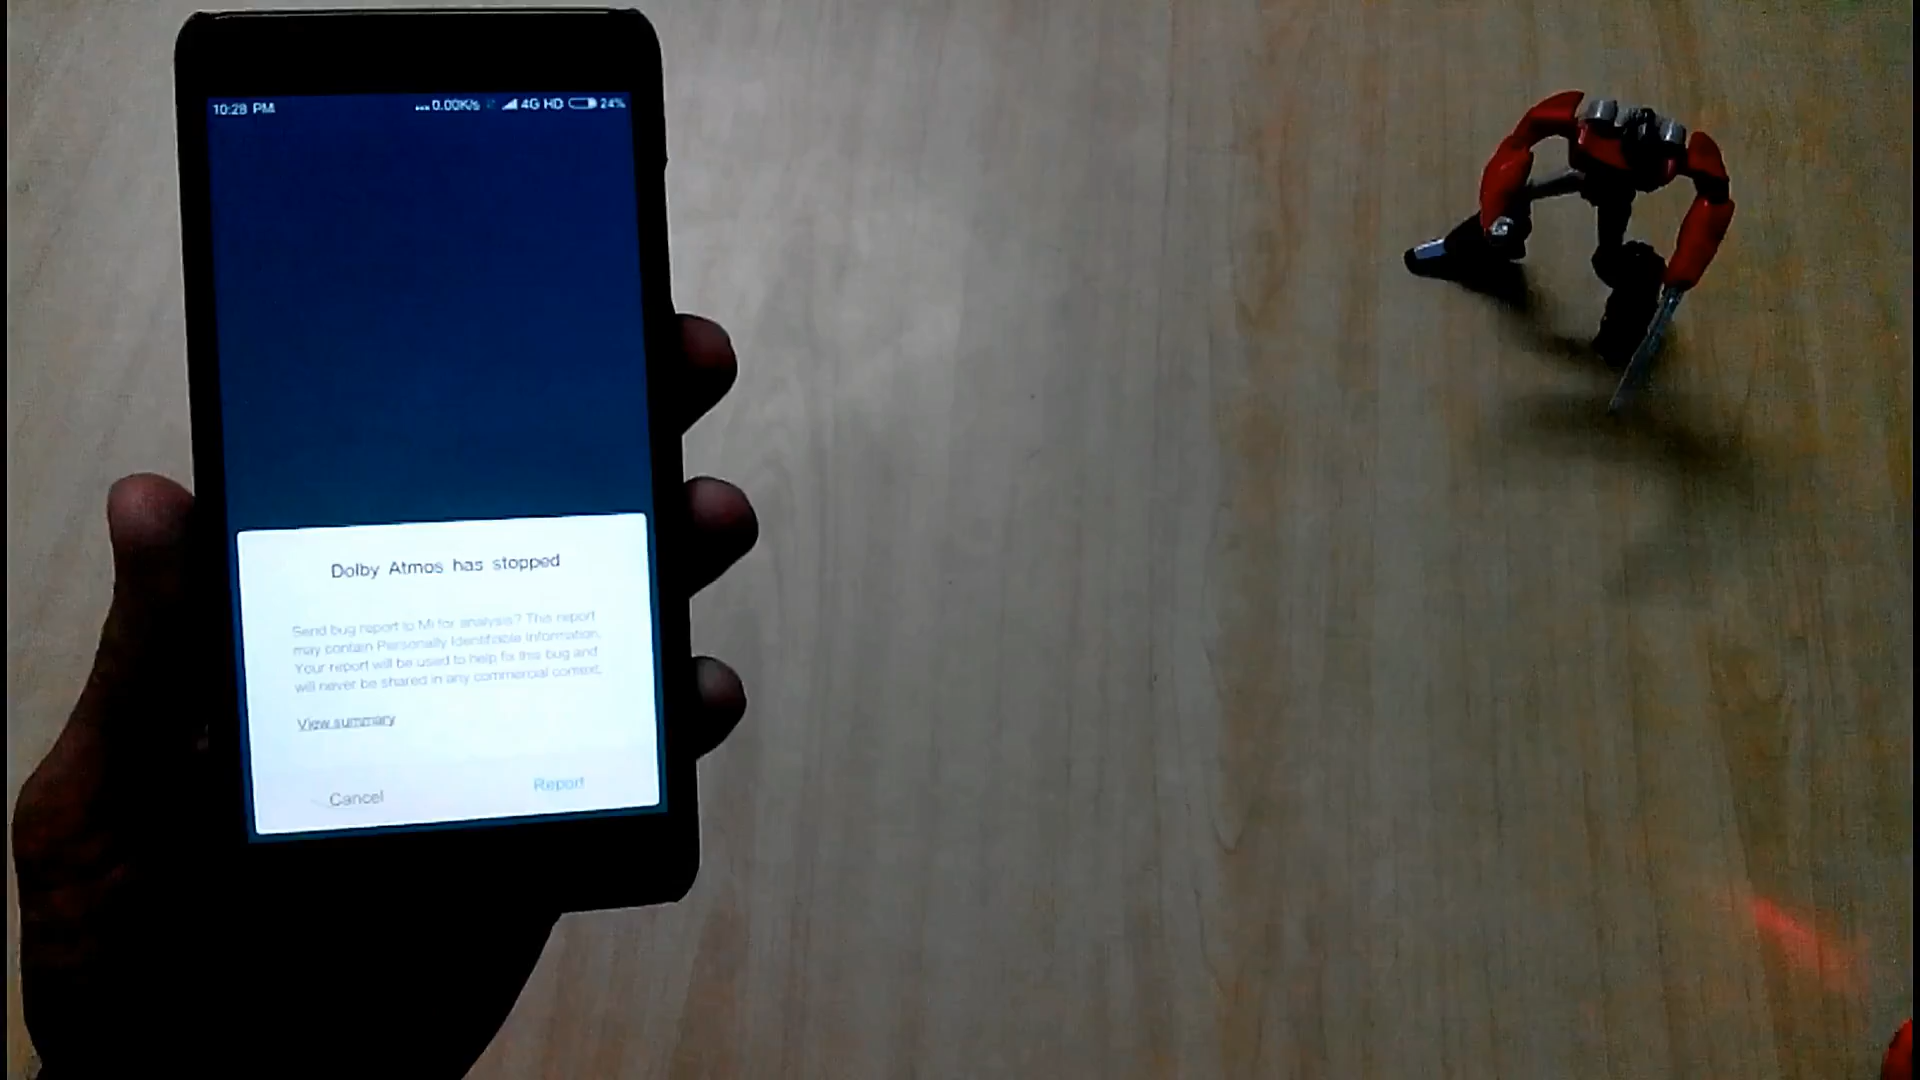 10:28 PM ...0.00K/s 4G HD 24%
Dolby Atmos has stopped
Send bug report to Mi for analysis? This report
may contain Personally Identifiable Information.
Your report will be used to help fix this bug and
will never be shared in any commercial context.
View summary
Cancel Report